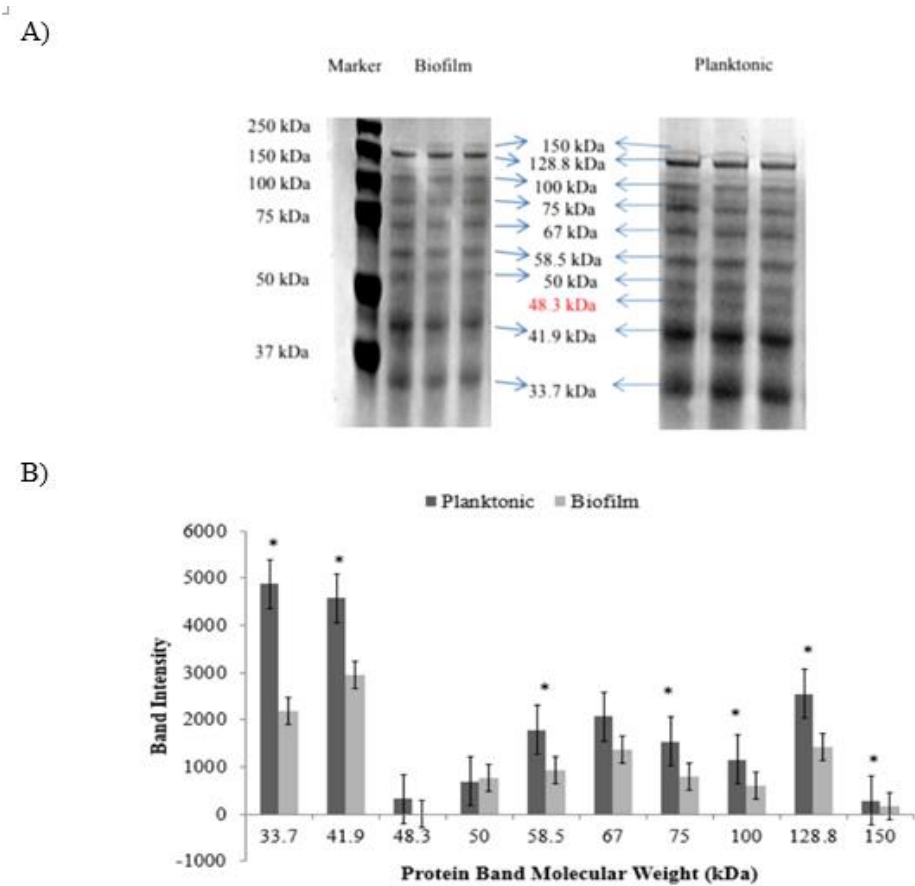 A)
Marker Biofilm Planktonic
250 kDa
150 kDa
100 kDa
75 kDa
50 kDa
37 kDa
150 kDa
128.8 kDa
100 kDa
75 kDa
67 kDa
58.5 kDa
50 kDa
48.3 kDa
41.9 kDa
33.7 kDa
B)
Planktonic Biofilm
6000
5000
4000
3000
2000
1000
0
-1000
Band Intensity
* * * * * * *
33.7 41.9 48.3 50 58.5 67 75 100 128.8 150
Protein Band Molecular Weight (kDa)